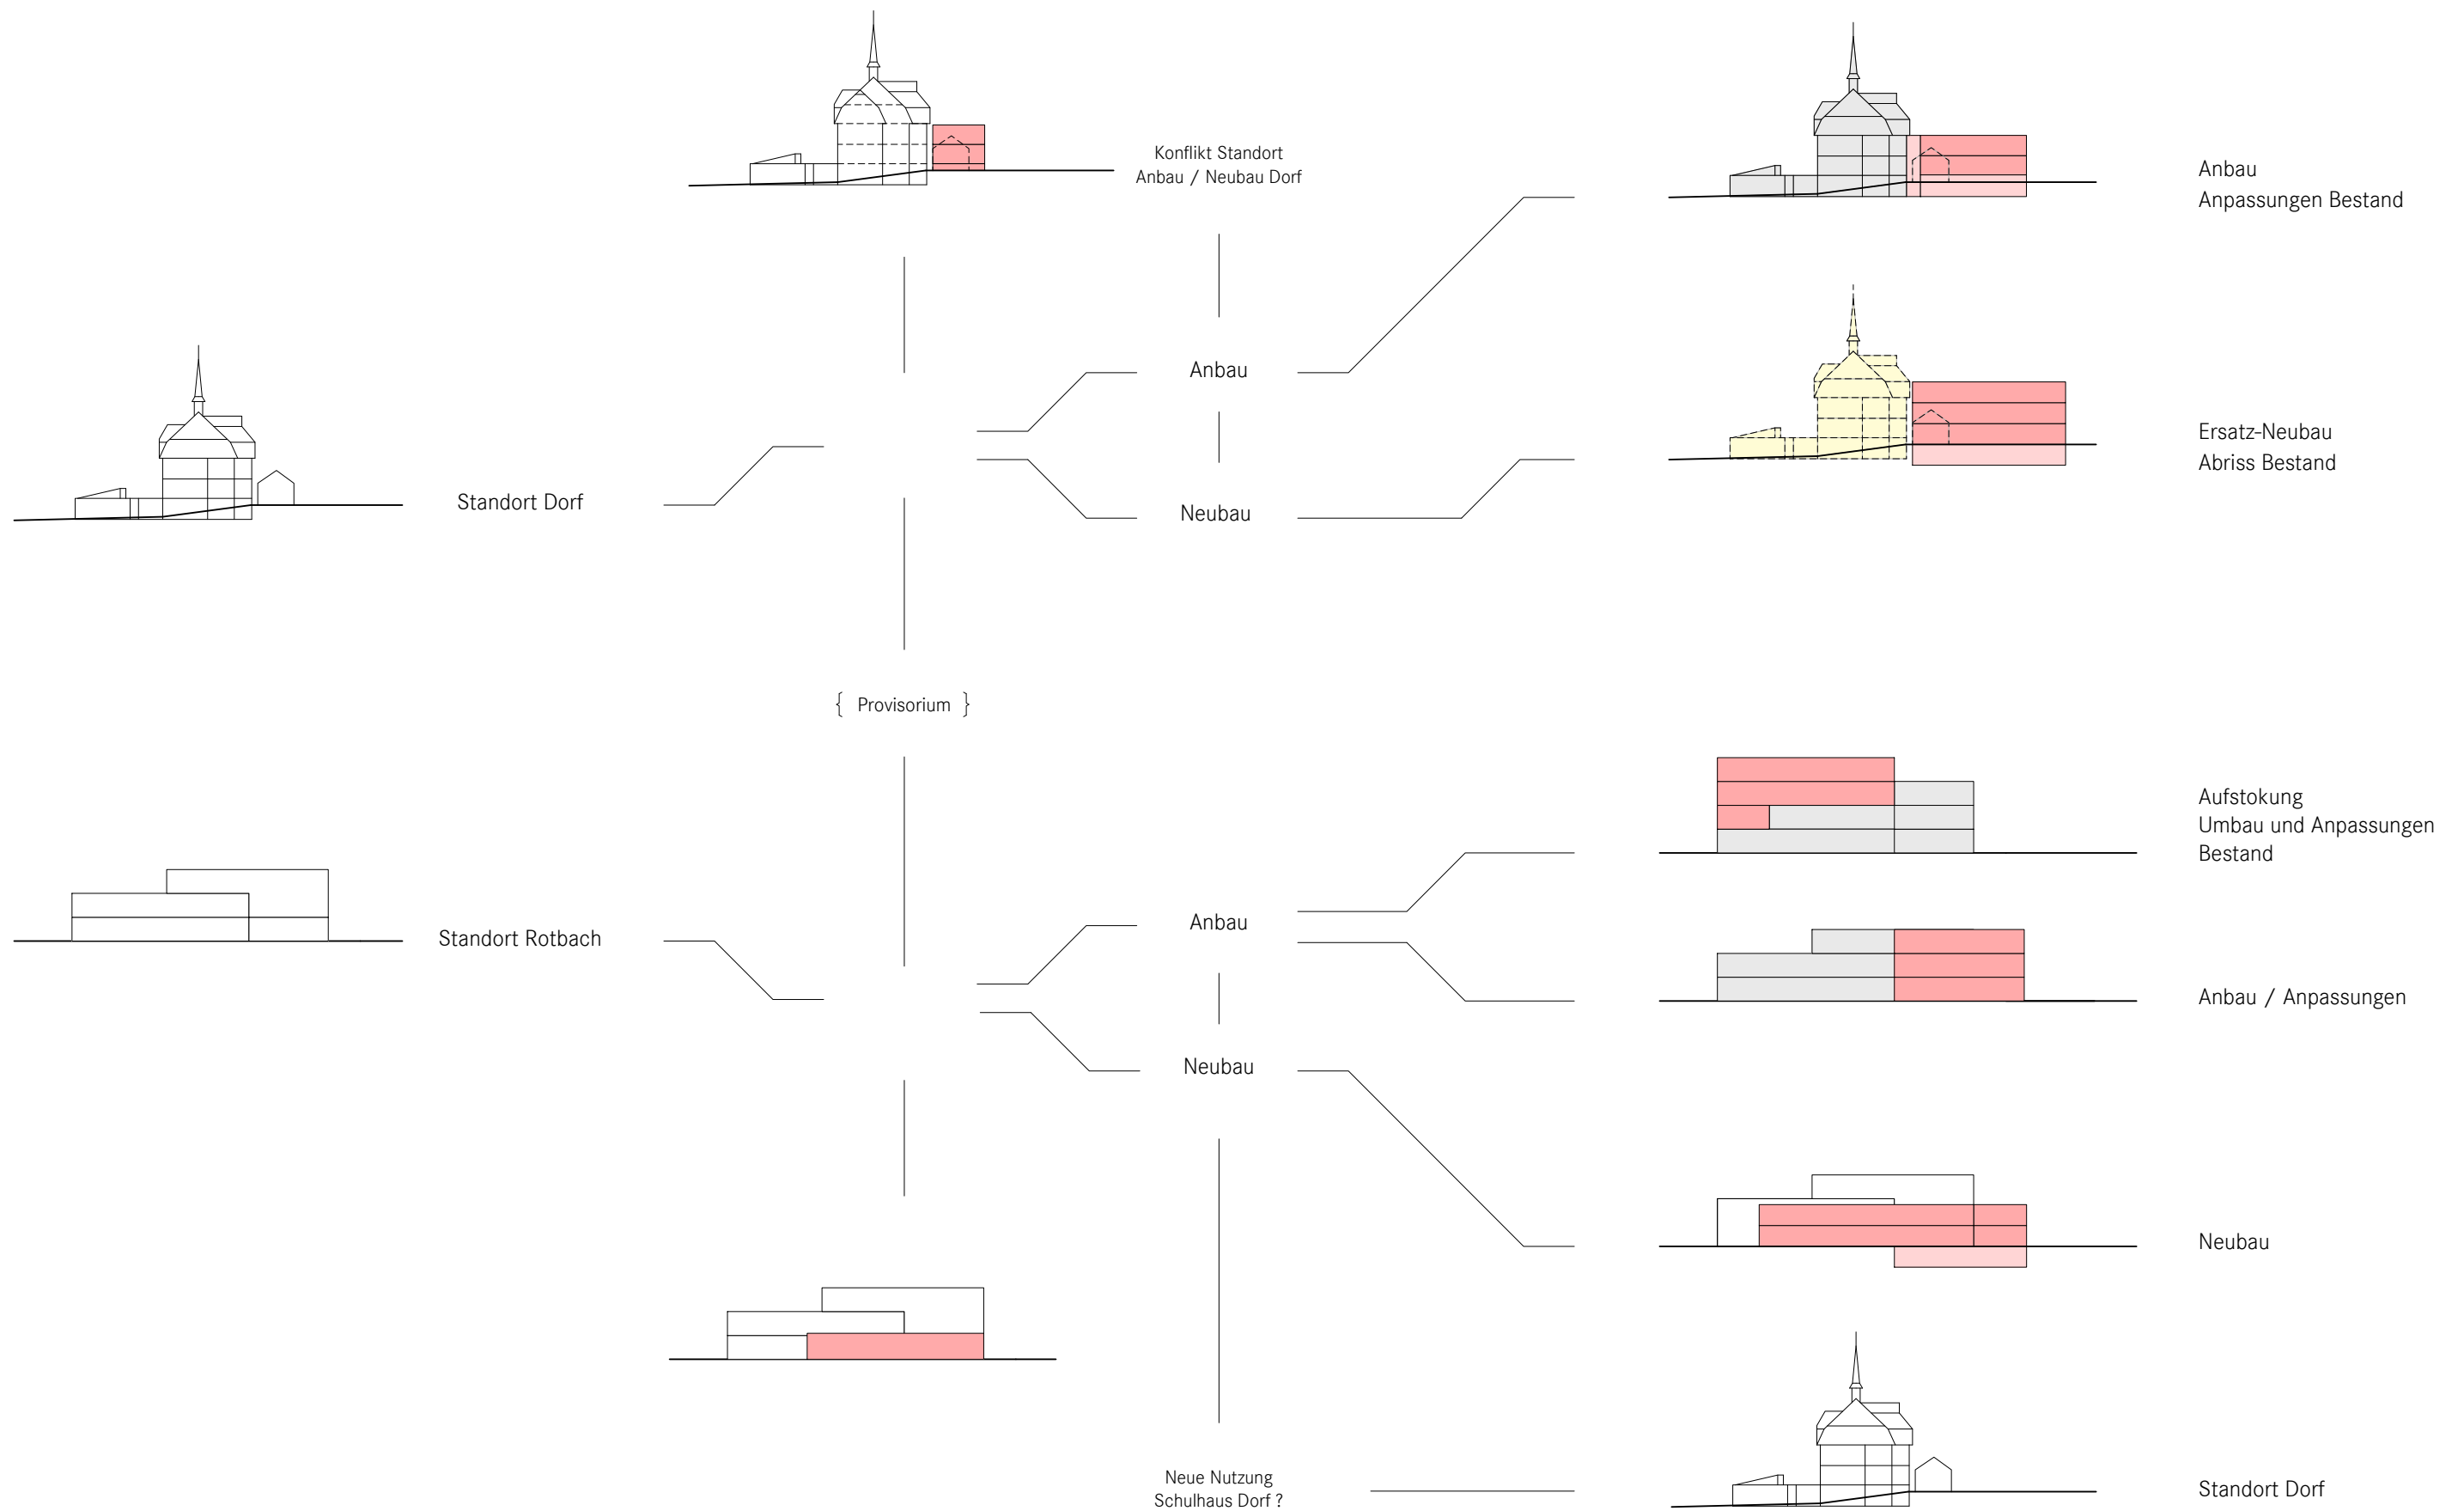 Konflikt Standort
Anbau / Neubau Dorf
Anbau
Anpassungen Bestand
Anbau
Ersatz-Neubau
Abriss Bestand
Standort Dorf
Neubau
{ Provisorium }
Aufstokung
Umbau und Anpassungen
Bestand
Standort Rotbach
Anbau
Anbau / Anpassungen
Neubau
Neubau
Neue Nutzung
Schulhaus Dorf ?
Standort Dorf